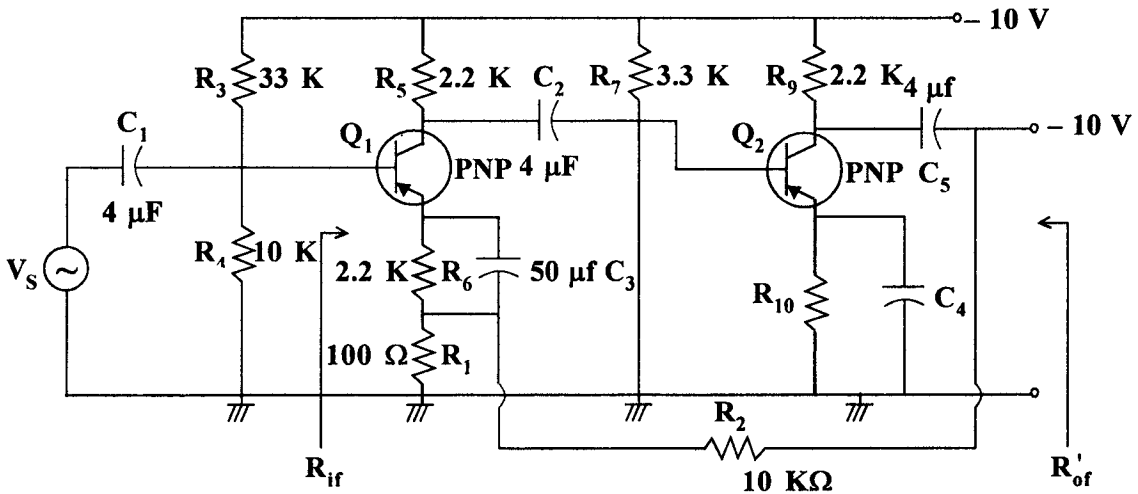 – 10 V
R3 33 K
R5 2.2 K
C2
R7 3.3 K
R9 2.2 K
4 μf
C1
Q1
Q2
– 10 V
PNP
4 μF
PNP
C5
4 μF
R4 10 K
VS
2.2 K R6
50 μf C3
R10
C4
100 Ω R1
R2
Rif
10 KΩ
R'of